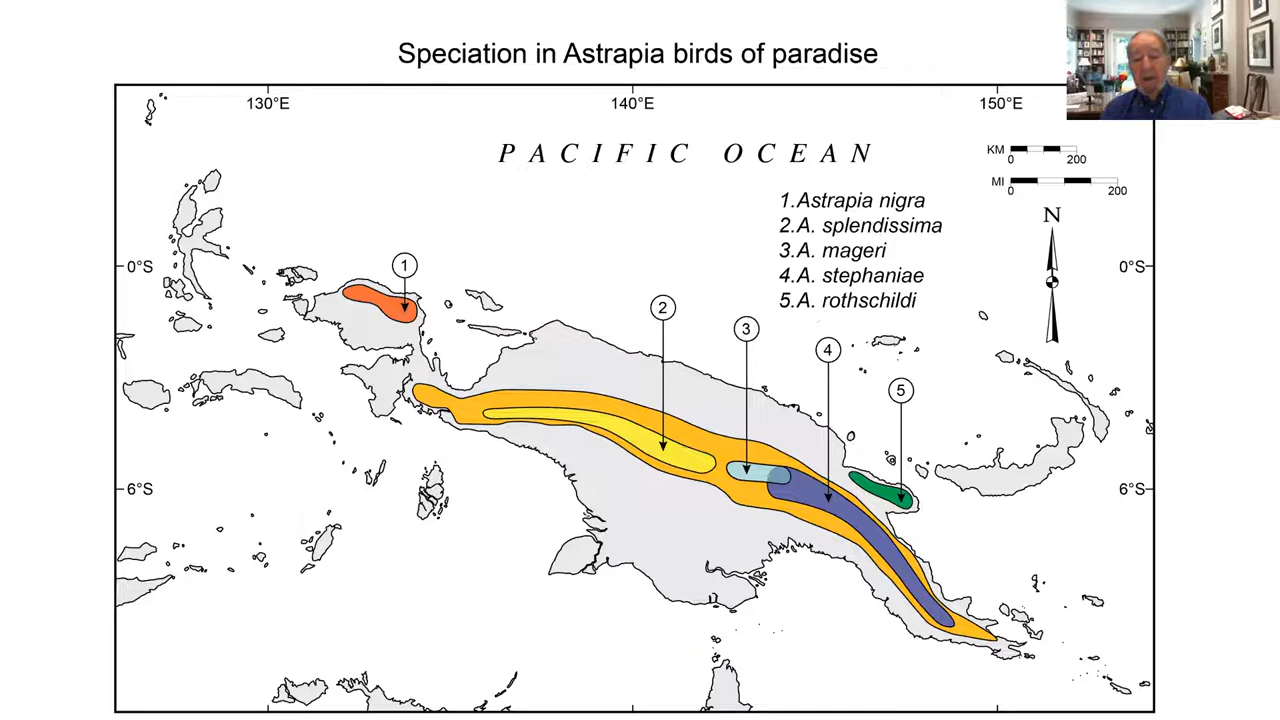 Speciation in Astrapia birds of paradise
130°E 140°E 150°E
PACIFIC OCEAN
KM
0 200
MI
0 200
N
1.Astrapia nigra
2.A. splendissima
3.A. mageri
4.A. stephaniae
5.A. rothschildi
0°S 0°S
1
2
3
4
5
6°S 6°S